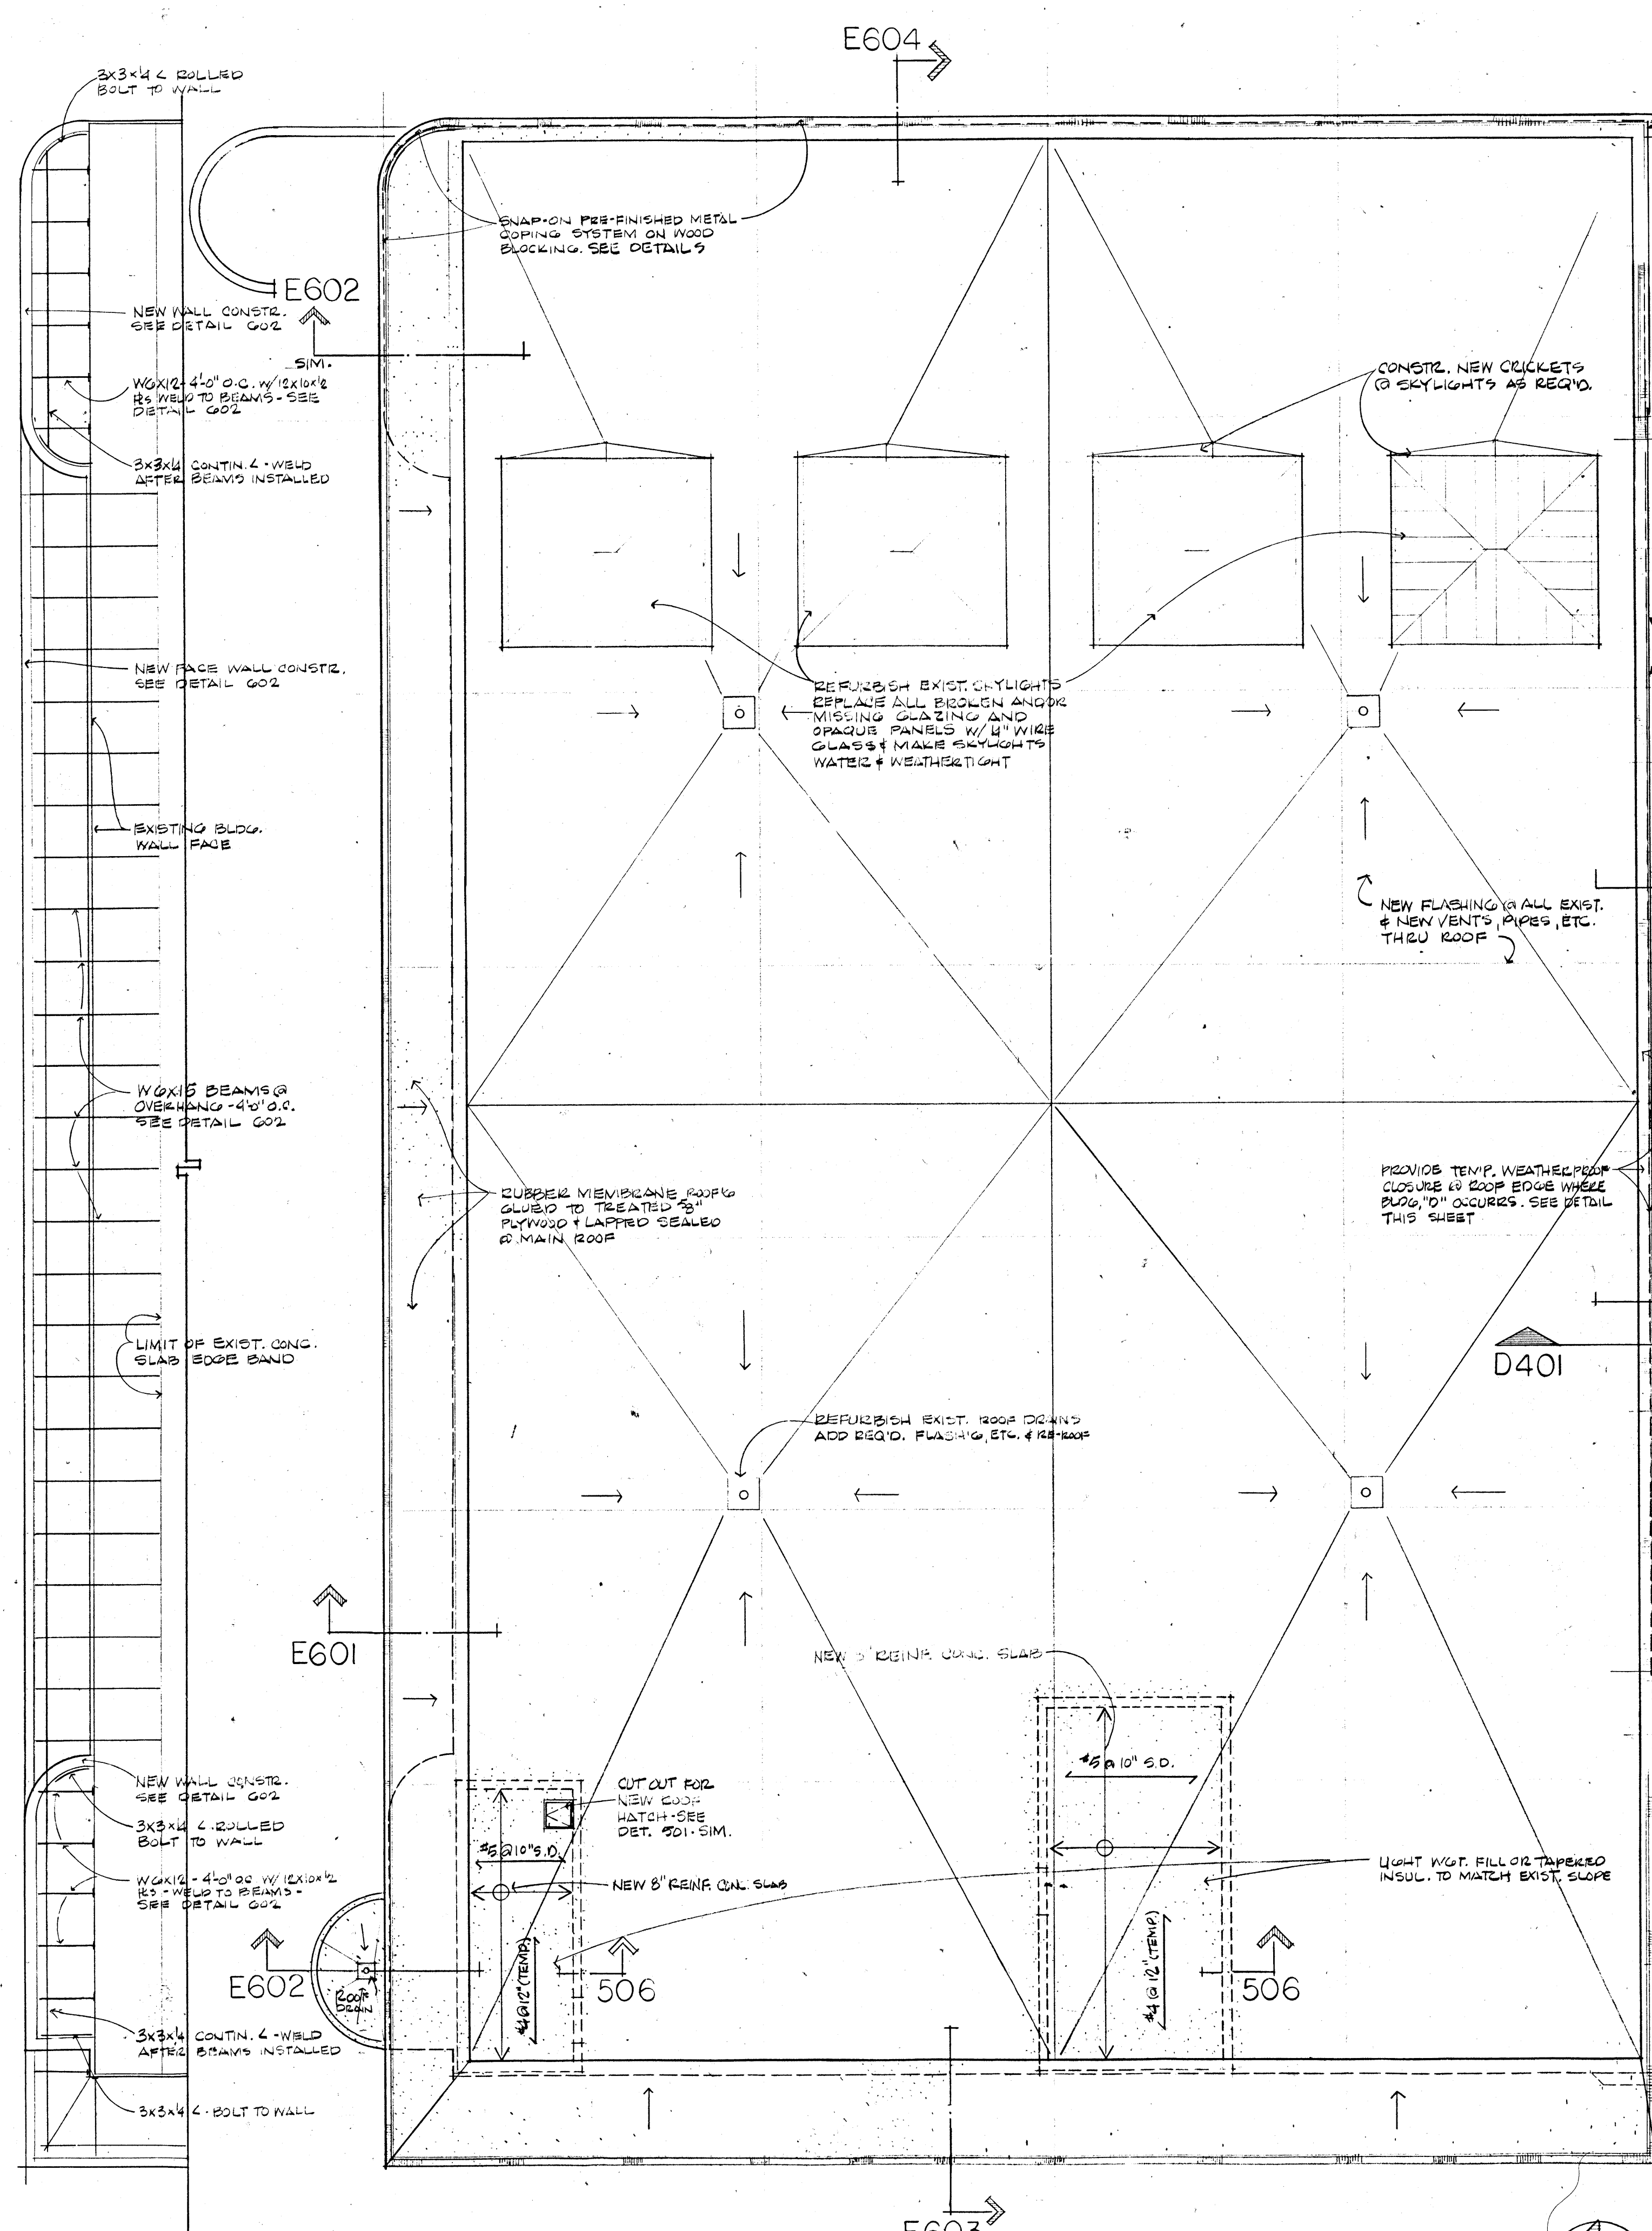 E604
3x3x¼ ∠ ROLLED
BOLT TO WALL
SNAP-ON PRE-FINISHED METAL
COPING SYSTEM ON WOOD
BLOCKING. SEE DETAILS
E602
SIM.
NEW WALL CONSTR.
SEE DETAIL 602
W6X12-4'-0" O.C. W/12x10x½
PLS WELD TO BEAMS - SEE
DETAIL 602
CONSTR. NEW CRICKETS
@ SKYLIGHTS AS REQ'D.
3x3x¼ CONTIN. ∠ - WELD
AFTER BEAMS INSTALLED
NEW FACE WALL CONSTR.
SEE DETAIL 602
REFURBISH EXIST. SKYLIGHTS
REPLACE ALL BROKEN AND/OR
MISSING GLAZING AND
OPAQUE PANELS W/ ¼" WIRE
GLASS & MAKE SKYLIGHTS
WATER & WEATHERTIGHT
EXISTING BLDG.
WALL FACE
NEW FLASHING @ ALL EXIST.
& NEW VENTS, PIPES, ETC.
THRU ROOF
W6X15 BEAMS @
OVERHANG - 4'-0" O.C.
SEE DETAIL 602
RUBBER MEMBRANE ROOF'G
GLUED TO TREATED 5/8"
PLYWOOD & LAPPED SEALED
@ MAIN ROOF
PROVIDE TEMP. WEATHERPROOF
CLOSURE @ ROOF EDGE WHERE
BLDG. "D" OCCURRS. SEE DETAIL
THIS SHEET
LIMIT OF EXIST. CONC.
SLAB EDGE BAND
D401
REFURBISH EXIST. ROOF DRAINS
ADD REQ'D. FLASH'G, ETC. & RE-ROOF
E601
NEW REINF. CONC. SLAB
#5@10" S.D.
NEW WALL CONSTR.
SEE DETAIL 602
CUT OUT FOR
NEW ROOF
HATCH-SEE
DET. 501-SIM.
3x3x¼ ∠ ROLLED
BOLT TO WALL
#5@10" S.D.
NEW 8" REINF. CONC. SLAB
LIGHT WGT. FILL OR TAPERED
INSUL. TO MATCH EXIST. SLOPE
W6X12 - 4'-0" OC W/ 12x10x½
PLS - WELD TO BEAMS -
SEE DETAIL 602
E602
ROOF
DRAIN
#4@12" (TEMP.)
506
#4@12" (TEMP.)
506
3x3x¼ CONTIN. ∠ - WELD
AFTER BEAMS INSTALLED
3x3x¼ ∠ - BOLT TO WALL
E603